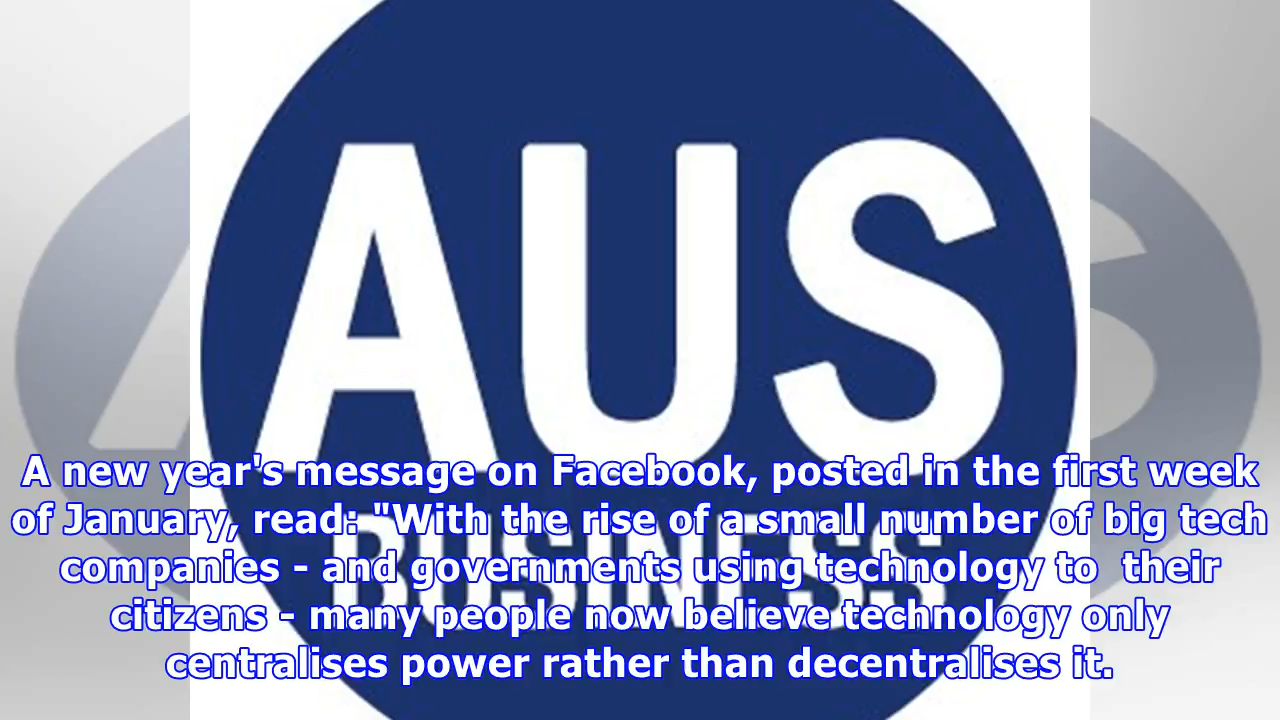 AUS
BUSINESS
A new year's message on Facebook, posted in the first week
of January, read: "With the rise of a small number of big tech
companies - and governments using technology to their
citizens - many people now believe technology only
centralises power rather than decentralises it.